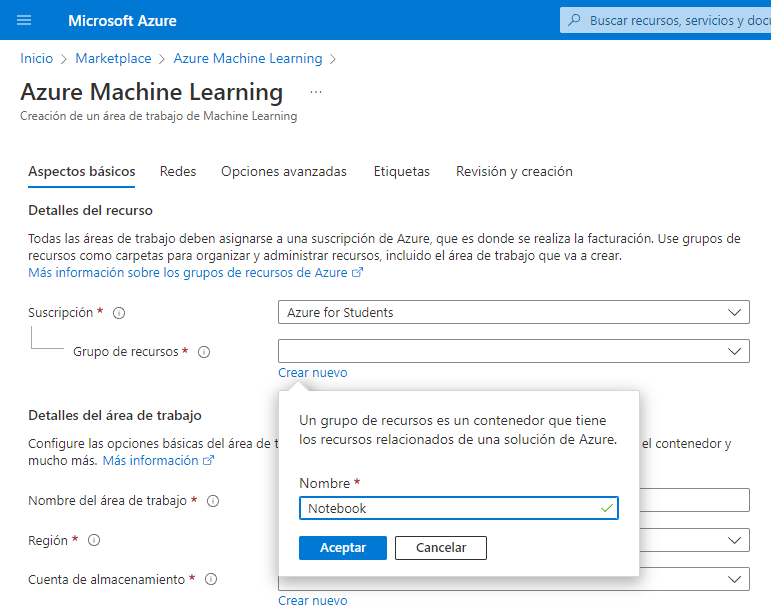 Microsoft Azure
Buscar recursos, servicios y docu
Inicio > Marketplace > Azure Machine Learning >
Azure Machine Learning ...
Creación de un área de trabajo de Machine Learning
Aspectos básicos Redes Opciones avanzadas Etiquetas Revisión y creación
Detalles del recurso
Todas las áreas de trabajo deben asignarse a una suscripción de Azure, que es donde se realiza la facturación. Use grupos de
recursos como carpetas para organizar y administrar recursos, incluido el área de trabajo que va a crear.
Más información sobre los grupos de recursos de Azure
Suscripción *
Azure for Students
Grupo de recursos *
Crear nuevo
Un grupo de recursos es un contenedor que tiene
los recursos relacionados de una solución de Azure.
Nombre *
Notebook
Aceptar Cancelar
Detalles del área de trabajo
Configure las opciones básicas del área de t el contenedor y
mucho más. Más información
Nombre del área de trabajo *
Región *
Cuenta de almacenamiento *
Crear nuevo